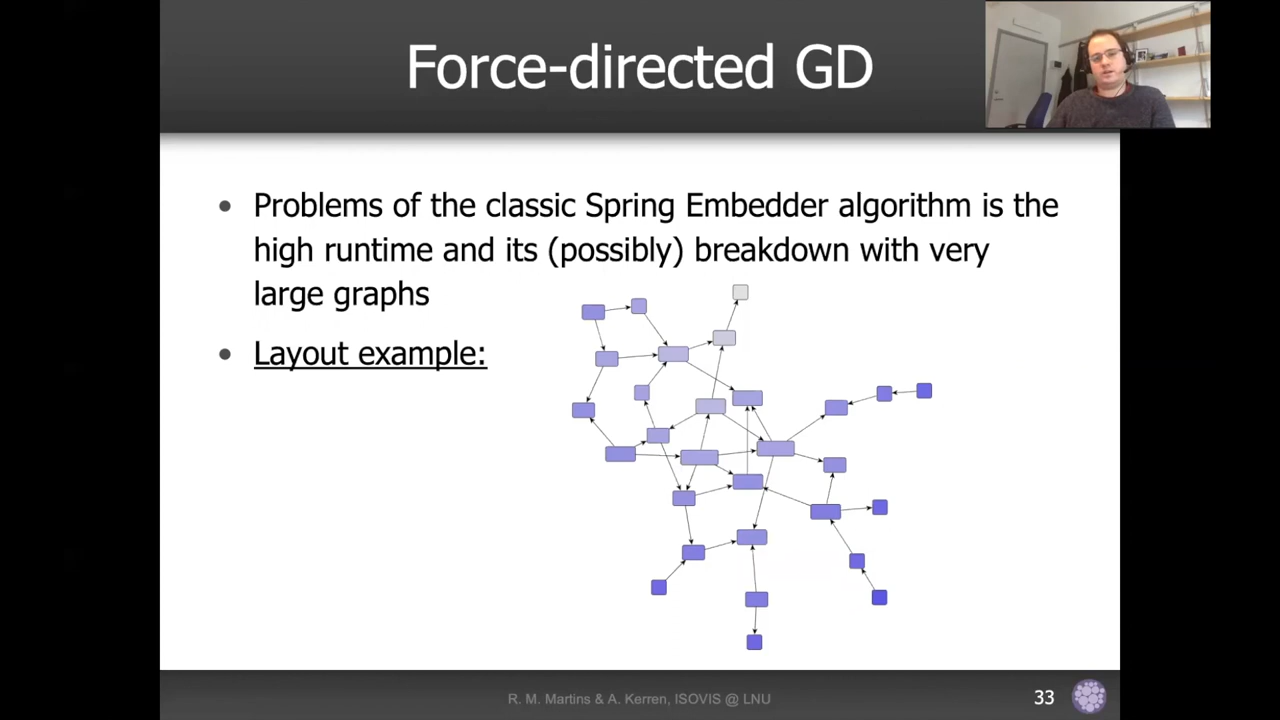 Force-directed GD
Problems of the classic Spring Embedder algorithm is the
high runtime and its (possibly) breakdown with very
large graphs
Layout example:
R. M. Martins & A. Kerren, ISOVIS @ LNU
33